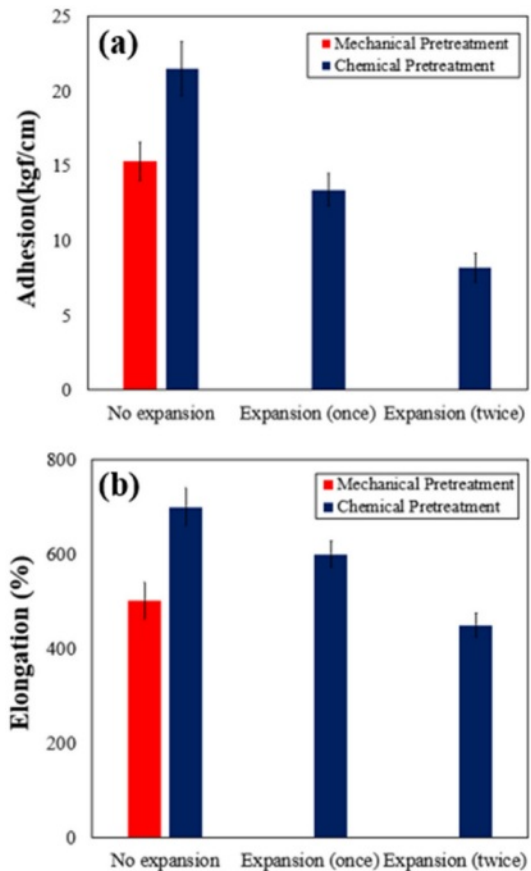 (a)
Mechanical Pretreatment
Chemical Pretreatment
Adhesion(kgf/cm)
25
20
15
10
5
0
No expansion
Expansion (once)
Expansion (twice)
(b)
Mechanical Pretreatment
Chemical Pretreatment
Elongation (%)
800
600
400
200
0
No expansion
Expansion (once)
Expansion (twice)